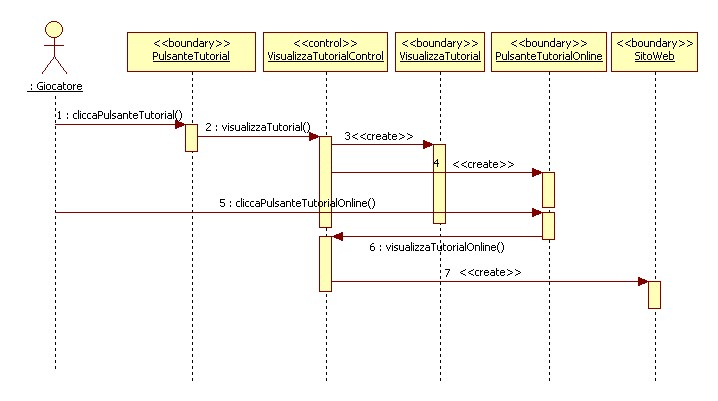 <<boundary>>
PulsanteTutorial
<<control>>
VisualizzaTutorialControl
<<boundary>>
VisualizzaTutorial
<<boundary>>
PulsanteTutorialOnline
<<boundary>>
SitoWeb
: Giocatore
1 : cliccaPulsanteTutorial()
2 : visualizzaTutorial()
3<<create>>
4 <<create>>
5 : cliccaPulsanteTutorialOnline()
6 : visualizzaTutorialOnline()
7 <<create>>